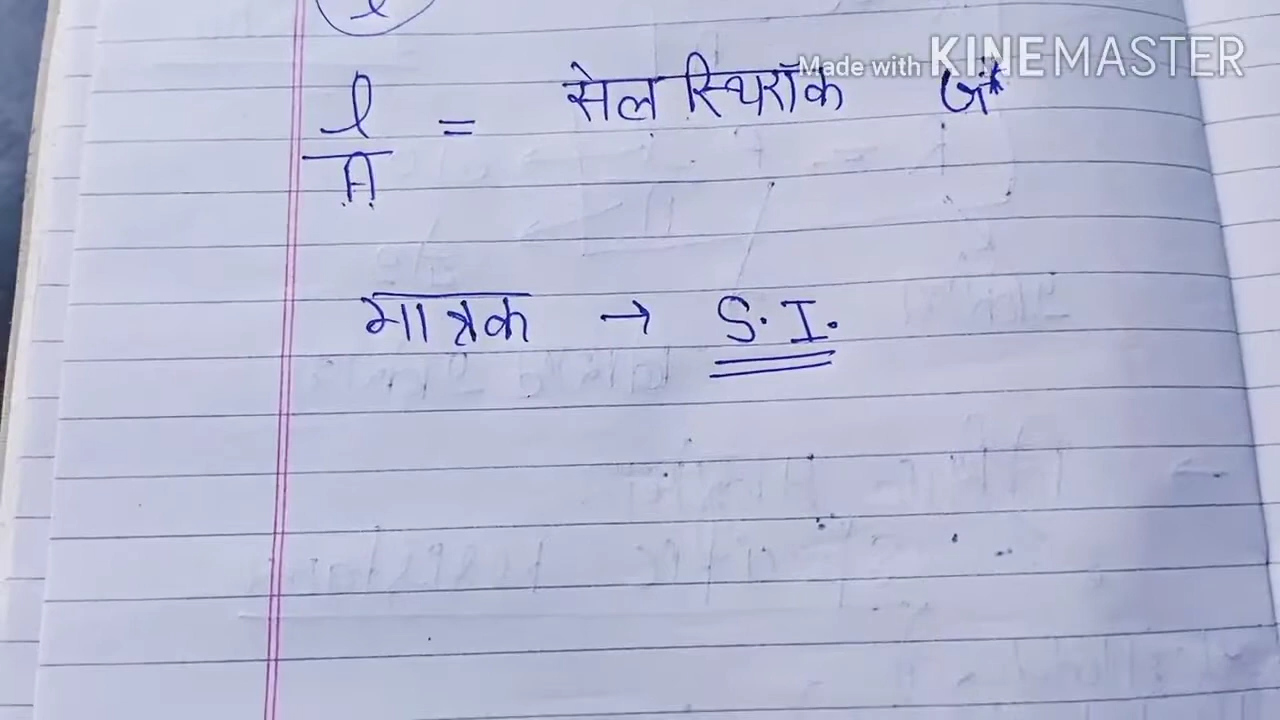 l
Made with KINEMASTER
l/A = सेल स्थिरॉक G*
मात्रक → S.I.